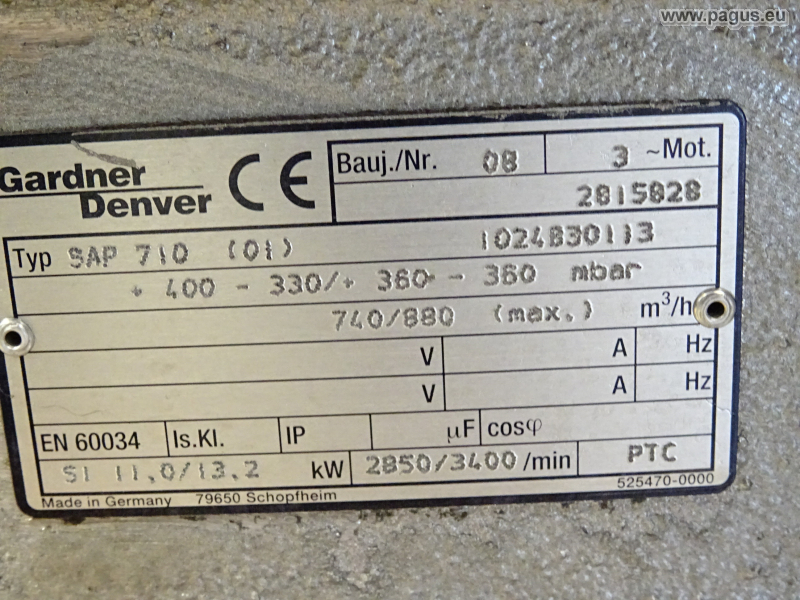 www.pagus.eu
Gardner Denver CE Bauj./Nr. 08 3 ~Mot.
2815828
Typ SAP 710 (01) 1024830113
+ 400 - 330/+ 360 - 360 mbar
740/880 (max.) m³/h
V A Hz
V A Hz
EN 60034 Is.Kl. IP µF cosφ
S1 11,0/13,2 kW 2850/3400 /min PTC
Made in Germany 79650 Schopfheim 525470-0000